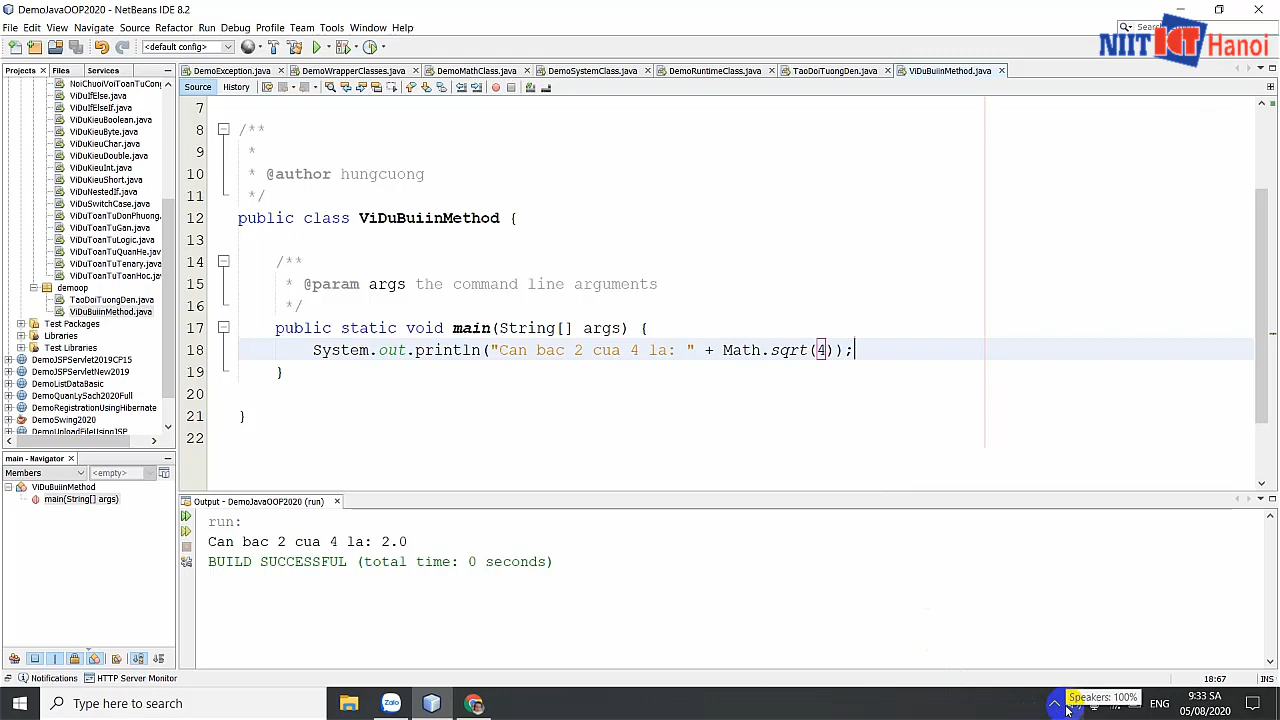 DemoJavaOOP2020 - NetBeans IDE 8.2
File Edit View Navigate Source Refactor Run Debug Profile Team Tools Window Help
NIIT ICT Hanoi
<default config>
Projects Files Services
DemoException.java DemoWrapperClasses.java DemoMathClass.java DemoSystemClass.java DemoRuntimeClass.java TaoDoiTuongDen.java ViDuBuiinMethod.java
Source History
NoiChuoiVoiToanTuCong
ViDuIfElse.java
ViDuIfElseIf.java
ViDuKieuBoolean.java
ViDuKieuByte.java
ViDuKieuChar.java
ViDuKieuDouble.java
ViDuKieuInt.java
ViDuKieuShort.java
ViDuNestedIf.java
ViDuSwitchCase.java
ViDuToanTuDonPhuong.
ViDuToanTuGan.java
ViDuToanTuLogic.java
ViDuToanTuQuanHe.jav
ViDuToanTuTenary.java
ViDuToanTuToanHoc.jav
demoop
TaoDoiTuongDen.java
ViDuBuiinMethod.java
Test Packages
Libraries
Test Libraries
DemoJSPServlet2019CP15
DemoJSPServletNew2019
DemoListDataBasic
DemoQuanLySach2020Full
DemoRegistrationUsingHibernate
DemoSwing2020
DemoUploadFileUsingJSP
7
8 /**
9 *
10 * @author hungcuong
11 */
12 public class ViDuBuiinMethod {
13
14 /**
15 * @param args the command line arguments
16 */
17 public static void main(String[] args) {
18 System.out.println("Can bac 2 cua 4 la: " + Math.sqrt(4));
19 }
20
21 }
22
main - Navigator
Members <empty>
ViDuBuiinMethod
main(String[] args)
Output - DemoJavaOOP2020 (run)
run:
Can bac 2 cua 4 la: 2.0
BUILD SUCCESSFUL (total time: 0 seconds)
Notifications HTTP Server Monitor
18:67 INS
Type here to search
Zalo
Speakers: 100%
ENG
9:33 SA
05/08/2020